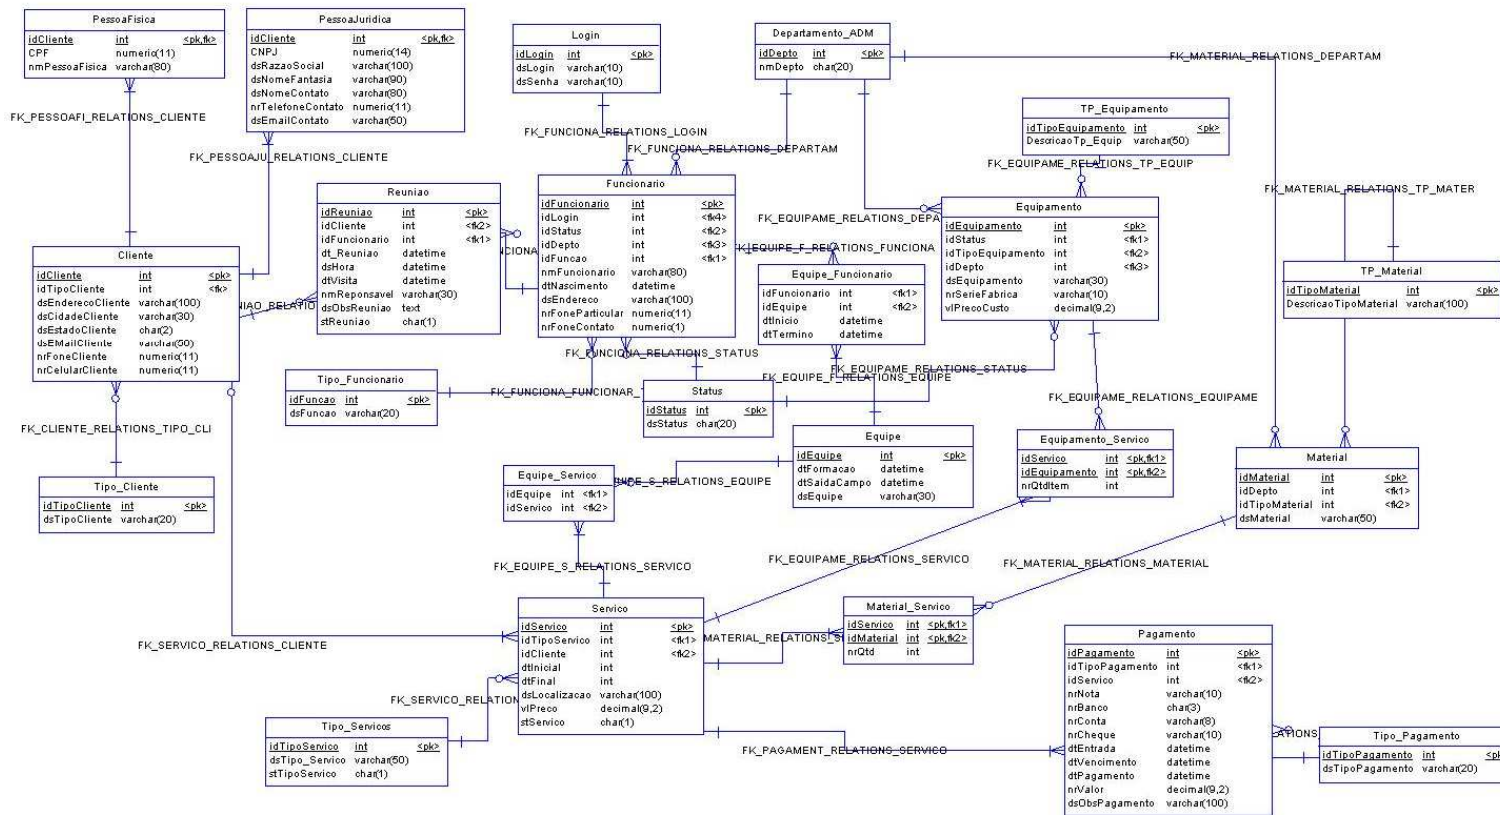 PessoaFisica
idCliente int <pk,fk>
CPF numeric(11)
nmPessoaFisica varchar(80)
FK_PESSOAFI_RELATIONS_CLIENTE
PessoaJuridica
idCliente int <pk,fk>
CNPJ numeric(14)
dsRazaoSocial varchar(100)
dsNomeFantasia varchar(90)
dsNomeContato varchar(80)
nrTelefoneContato numeric(11)
dsEmailContato varchar(50)
FK_PESSOAJU_RELATIONS_CLIENTE
Login
idLogin int <pk>
dsLogin varchar(10)
dsSenha varchar(10)
FK_FUNCIONA_RELATIONS_LOGIN
Departamento_ADM
idDepto int <pk>
nmDepto char(20)
FK_FUNCIONA_RELATIONS_DEPARTAM
FK_MATERIAL_RELATIONS_DEPARTAM
TP_Equipamento
idTipoEquipamento int <pk>
DescricaoTp_Equip varchar(50)
FK_EQUIPAME_RELATIONS_TP_EQUIP
FK_MATERIAL_RELATIONS_TP_MATER
Reuniao
idReuniao int <pk>
idCliente int <fk2>
idFuncionario int <fk1>
dt_Reuniao datetime
dsHora datetime
dtVisita datetime
nmReponsavel varchar(30)
dsObsReuniao text
stReuniao char(1)
Funcionario
idFuncionario int <pk>
idLogin int <fk4>
idStatus int <fk2>
idDepto int <fk3>
idFuncao int <fk1>
nmFuncionario varchar(80)
dtNascimento datetime
dsEndereco varchar(100)
nrFoneParticular numeric(11)
nrFoneContato numeric(1)
FK_EQUIPAME_RELATIONS_DEPA
Equipamento
idEquipamento int <pk>
idStatus int <fk1>
idTipoEquipamento int <fk2>
idDepto int <fk3>
dsEquipamento varchar(30)
nrSerieFabrica varchar(10)
vlPrecoCusto decimal(9,2)
FK_EQUIPE_F_RELATIONS_FUNCIONA
Equipe_Funcionario
idFuncionario int <fk1>
idEquipe int <fk2>
dtInicio datetime
dtTermino datetime
TP_Material
idTipoMaterial int <pk>
DescricaoTipoMaterial varchar(100)
Cliente
idCliente int <pk>
idTipoCliente int <fk>
dsEnderecoCliente varchar(100)
dsCidadeCliente varchar(30)
dsEstadoCliente char(2)
dsEMailCliente varchar(50)
nrFoneCliente numeric(11)
nrCelularCliente numeric(11)
FK_CLIENTE_RELATIONS_TIPO_CLI
Tipo_Cliente
idTipoCliente int <pk>
dsTipoCliente varchar(20)
Tipo_Funcionario
idFuncao int <pk>
dsFuncao varchar(20)
FK_FUNCIONA_RELATIONS_STATUS
FK_FUNCIONA_FUNCIONAR_
Status
idStatus int <pk>
dsStatus char(20)
FK_EQUIPAME_RELATIONS_STATUS
FK_EQUIPE_F_RELATIONS_EQUIPE
FK_EQUIPAME_RELATIONS_EQUIPAME
Equipe
idEquipe int <pk>
dtFormacao datetime
dtSaidaCampo datetime
dsEquipe varchar(30)
Equipamento_Servico
idServico int <pk,fk1>
idEquipamento int <pk,fk2>
nrQtdItem int
Material
idMaterial int <pk>
idDepto int <fk1>
idTipoMaterial int <fk2>
dsMaterial varchar(50)
Equipe_Servico
idEquipe int <fk1>
idServico int <fk2>
UIPE_S_RELATIONS_EQUIPE
FK_EQUIPE_S_RELATIONS_SERVICO
FK_EQUIPAME_RELATIONS_SERVICO
FK_MATERIAL_RELATIONS_MATERIAL
FK_SERVICO_RELATIONS_CLIENTE
Servico
idServico int <pk>
idTipoServico int <fk1>
idCliente int <fk2>
dtInicial int
dtFinal int
dsLocalizacao varchar(100)
vlPreco decimal(9,2)
stServico char(1)
MATERIAL_RELATIONS_S
Material_Servico
idServico int <pk,fk1>
idMaterial int <pk,fk2>
nrQtd int
FK_SERVICO_RELATION
Tipo_Servicos
idTipoServico int <pk>
dsTipo_Servico varchar(50)
stTipoServico char(1)
FK_PAGAMENT_RELATIONS_SERVICO
Pagamento
idPagamento int <pk>
idTipoPagamento int <fk1>
idServico int <fk2>
nrNota varchar(10)
nrBanco char(3)
nrConta varchar(8)
nrCheque varchar(10)
dtEntrada datetime
dtVencimento datetime
dtPagamento datetime
nrValor decimal(9,2)
dsObsPagamento varchar(100)
Tipo_Pagamento
idTipoPagamento int <pk
dsTipoPagamento varchar(20)